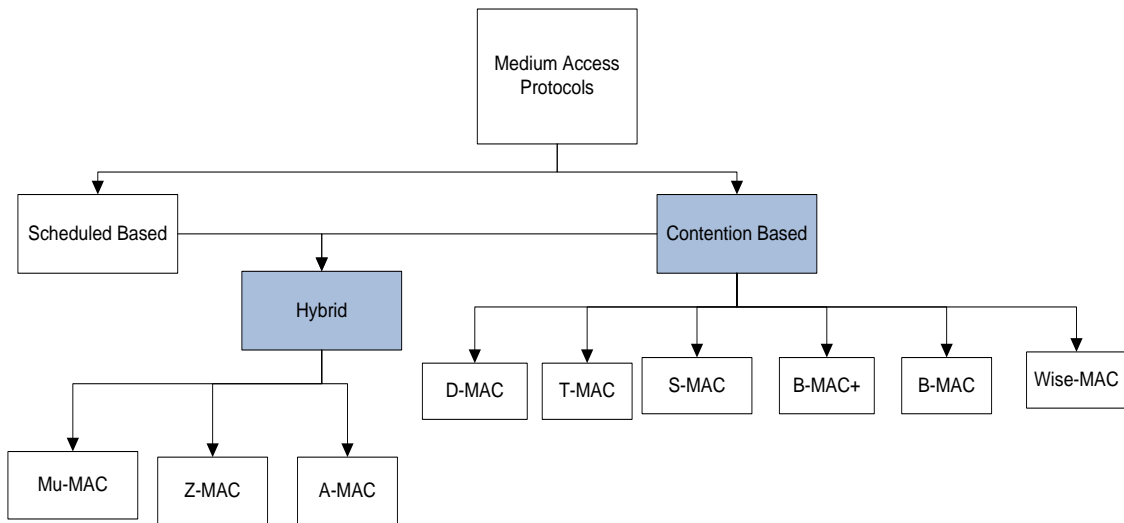 Medium Access
Protocols
Scheduled Based
Contention Based
Hybrid
D-MAC
T-MAC
S-MAC
B-MAC+
B-MAC
Wise-MAC
Mu-MAC
Z-MAC
A-MAC